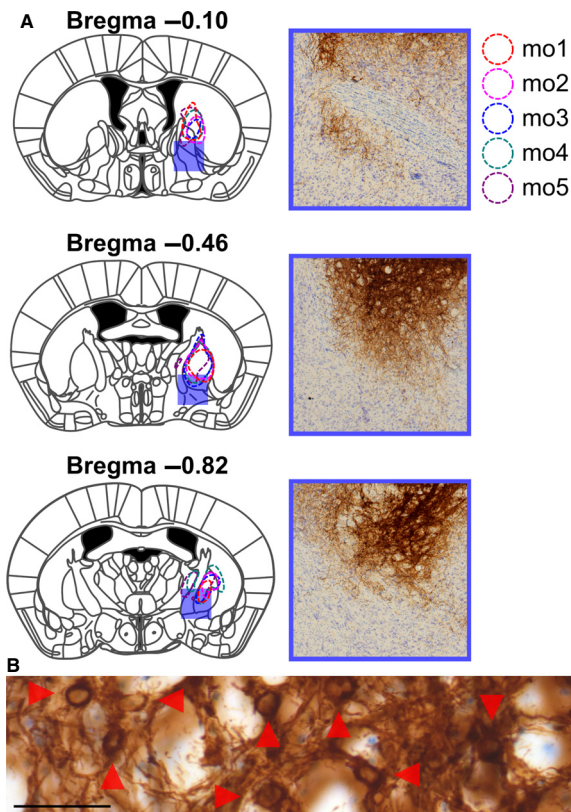 A
Bregma –0.10
mo1
mo2
mo3
mo4
mo5
Bregma –0.46
Bregma –0.82
B